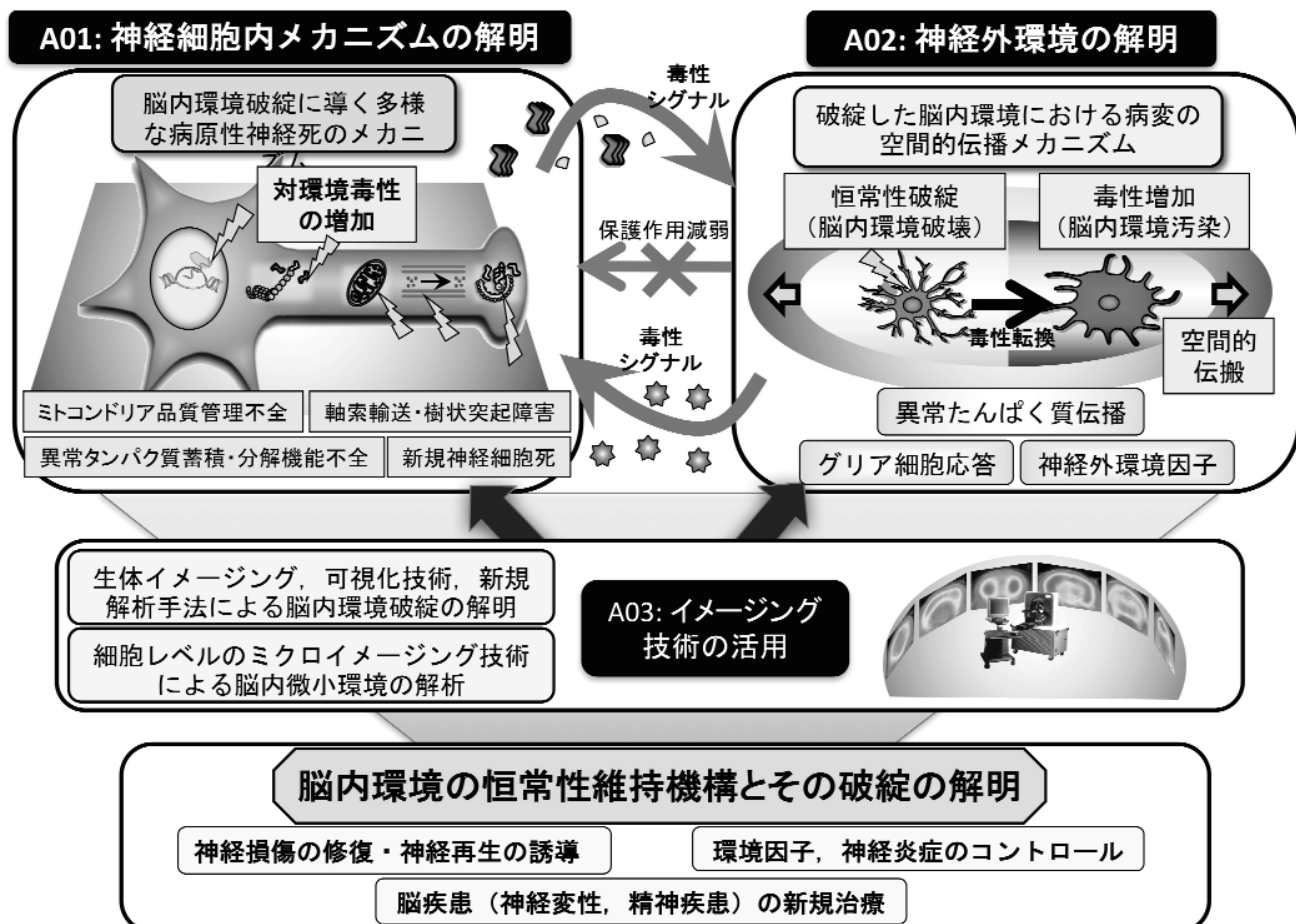 A01: 神経細胞内メカニズムの解明
脳内環境破綻に導く多様
な病原性神経死のメカニ
ズム
対環境毒性
の増加
ミトコンドリア品質管理不全
軸索輸送・樹状突起障害
異常タンパク質蓄積・分解機能不全
新規神経細胞死
毒性
シグナル
保護作用減弱
毒性
シグナル
A02: 神経外環境の解明
破綻した脳内環境における病変の
空間的伝播メカニズム
恒常性破綻
（脳内環境破壊）
毒性増加
（脳内環境汚染）
毒性転換
空間的
伝搬
異常たんぱく質伝播
グリア細胞応答
神経外環境因子
生体イメージング，可視化技術，新規
解析手法による脳内環境破綻の解明
細胞レベルのミクロイメージング技術
による脳内微小環境の解析
A03: イメージング
技術の活用
脳内環境の恒常性維持機構とその破綻の解明
神経損傷の修復・神経再生の誘導
環境因子，神経炎症のコントロール
脳疾患（神経変性，精神疾患）の新規治療